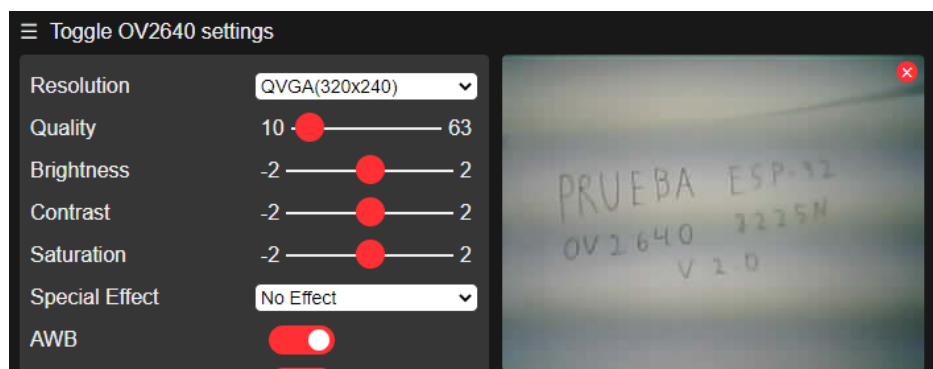 ☰ Toggle OV2640 settings
Resolution QVGA(320x240)
Quality 10 63
Brightness -2 2
Contrast -2 2
Saturation -2 2
Special Effect No Effect
AWB
PRUEBA ESP-32
OV2640 2225N
V 2.0